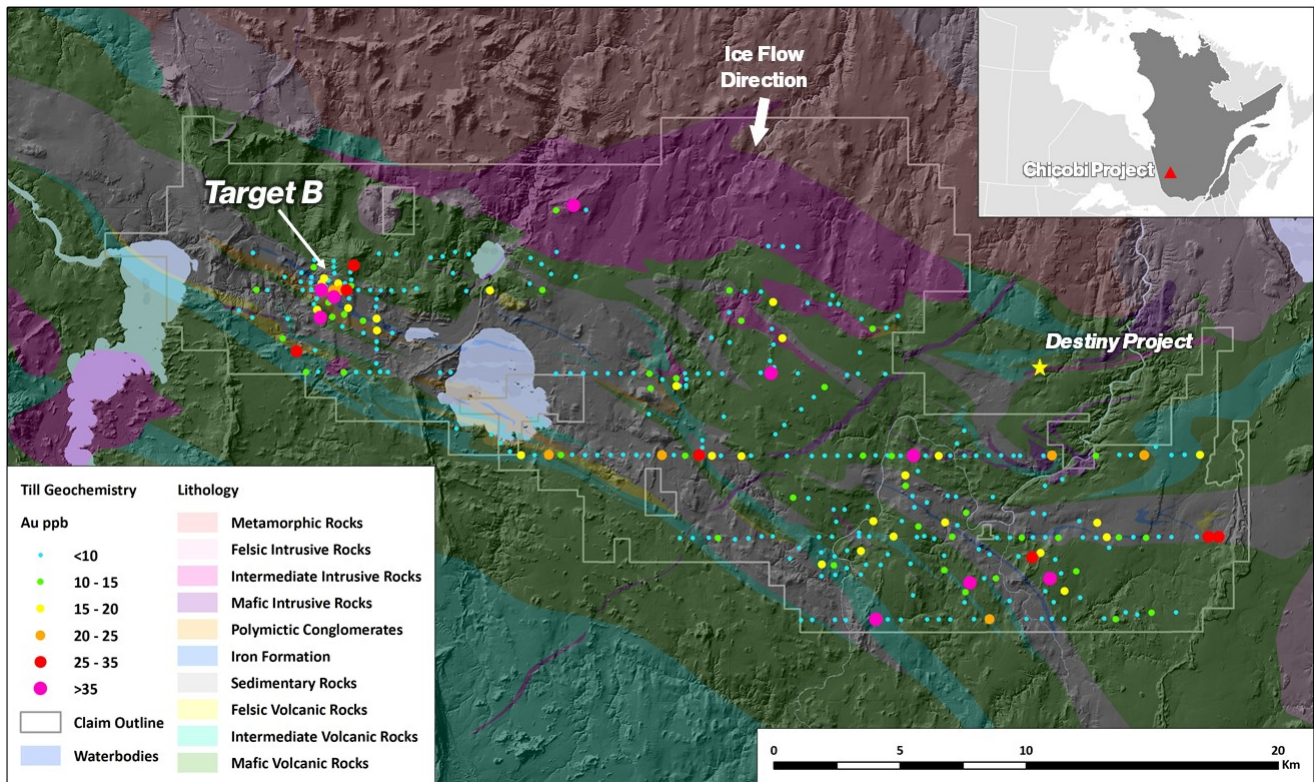 Ice Flow
Direction
Chicobi Project
Target B
Destiny Project
Till Geochemistry
Au ppb
<10
10 - 15
15 - 20
20 - 25
25 - 35
>35
Claim Outline
Waterbodies
Lithology
Metamorphic Rocks
Felsic Intrusive Rocks
Intermediate Intrusive Rocks
Mafic Intrusive Rocks
Polymictic Conglomerates
Iron Formation
Sedimentary Rocks
Felsic Volcanic Rocks
Intermediate Volcanic Rocks
Mafic Volcanic Rocks
0 5 10 20
Km